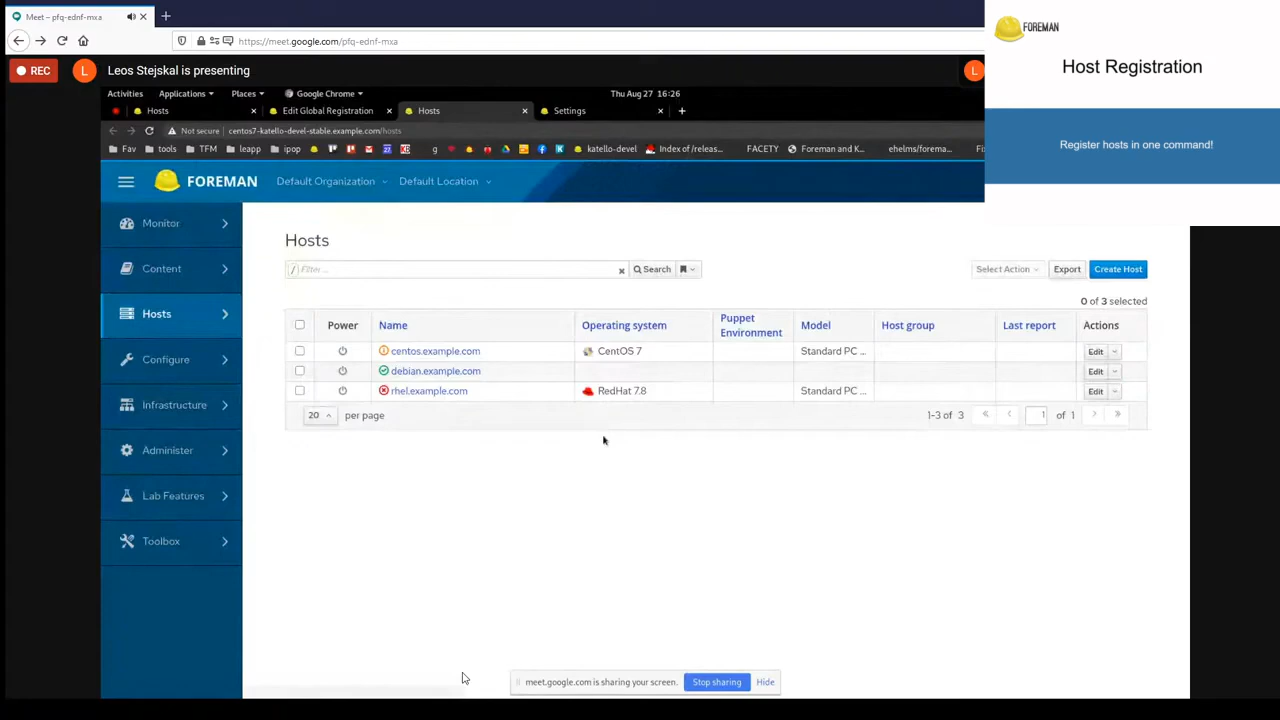 Meet – pfq-ednf-mxa
https://meet.google.com/pfq-ednf-mxa
FOREMAN
Host Registration
Register hosts in one command!
REC
L
Leos Stejskal is presenting
L
Activities
Applications
Places
Google Chrome
Thu Aug 27 16:26
Hosts
Edit Global Registration
Hosts
Settings
Not secure
centos7-katello-devel-stable.example.com/hosts
Fav
tools
TFM
leapp
ipop
katello-devel
Index of /releas...
FACETY
Foreman and K...
ehelms/forema...
FOREMAN
Default Organization
Default Location
Monitor
Content
Hosts
Configure
Infrastructure
Administer
Lab Features
Toolbox
Hosts
Filter ...
Search
Select Action
Export
Create Host
0 of 3 selected
Power
Name
Operating system
Puppet
Environment
Model
Host group
Last report
Actions
centos.example.com
CentOS 7
Standard PC ...
Edit
debian.example.com
Edit
rhel.example.com
RedHat 7.8
Standard PC ...
Edit
20
per page
1-3 of 3
1
of 1
meet.google.com is sharing your screen.
Stop sharing
Hide